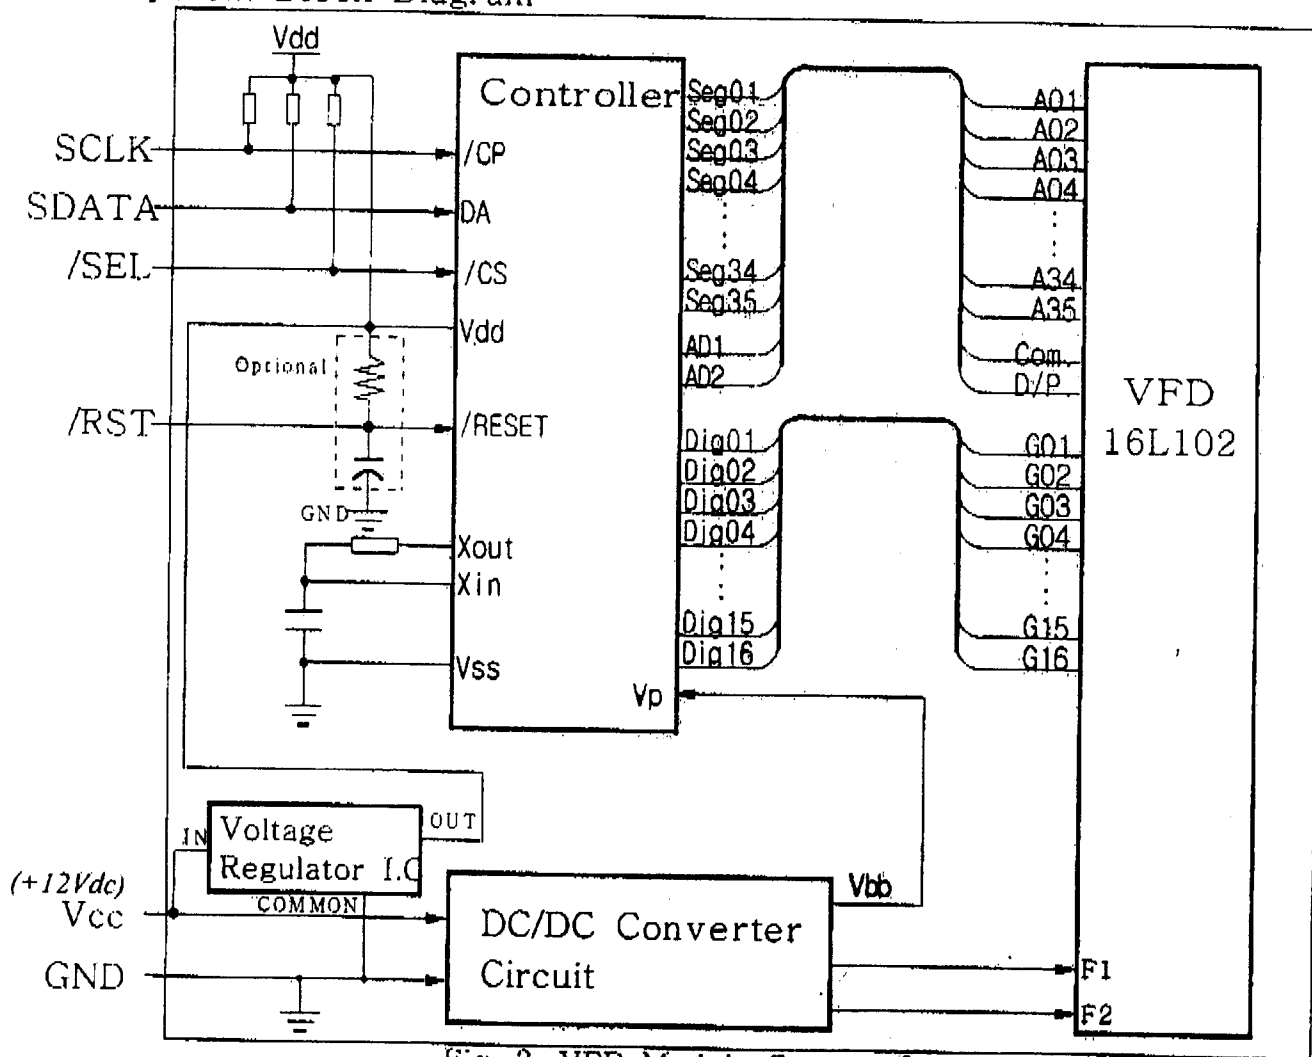 Block Diagram
Vdd
Controller
SCLK
/CP
SDATA
DA
/SEL
/CS
Vdd
Optional
/RST
/RESET
GND
Xout
Xin
Vss
Vp
Seg01
Seg02
Seg03
Seg04
Seg34
Seg35
AD1
AD2
Dig01
Dig02
Dig03
Dig04
Dig15
Dig16
A01
A02
A03
A04
A34
A35
Com
D/P
G01
G02
G03
G04
G15
G16
VFD
16L102
IN
Voltage
Regulator I.C
OUT
COMMON
(+12Vdc)
Vcc
GND
DC/DC Converter
Circuit
Vbb
F1
F2
VFD